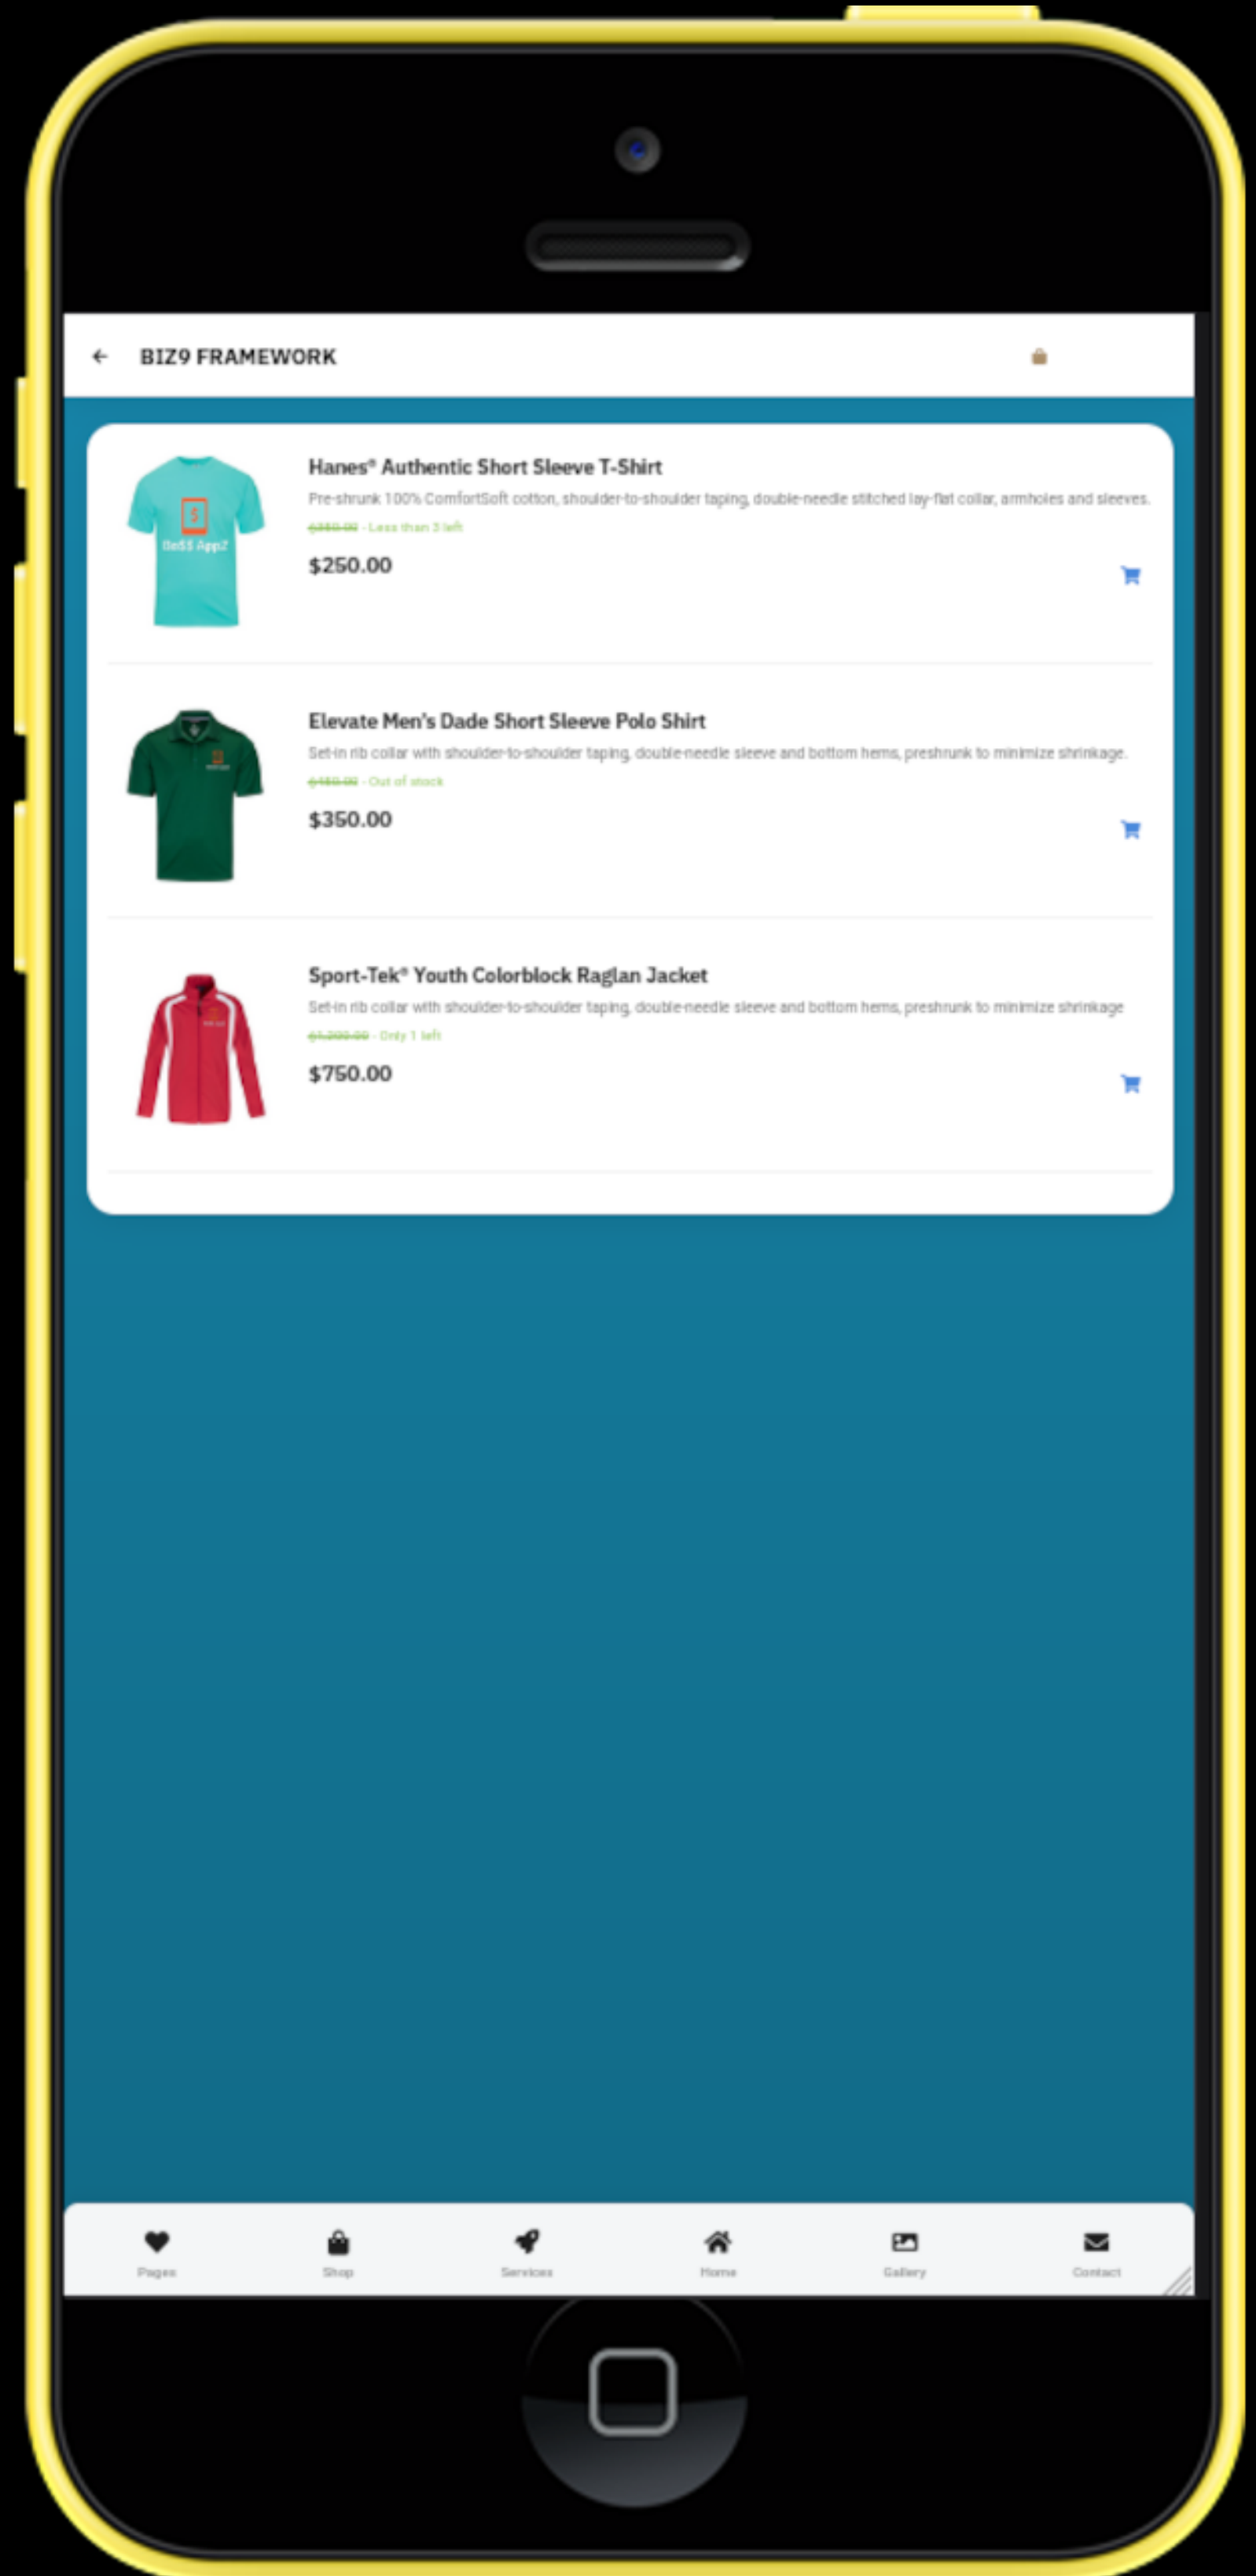 BIZ9 FRAMEWORK
Hanes® Authentic Short Sleeve T-Shirt
Pre-shrunk 100% ComfortSoft cotton, shoulder-to-shoulder taping, double-needle stitched lay-flat collar, armholes and sleeves.
- Less than 3 left
$250.00
$
Elevate Men's Dade Short Sleeve Polo Shirt
Set-in rib collar with shoulder-to-shoulder taping, double-needle sleeve and bottom hems, preshrunk to minimize shrinkage.
- Out of stock
$350.00
Sport-Tek® Youth Colorblock Raglan Jacket
Set-in rib collar with shoulder-to-shoulder taping, double-needle sleeve and bottom hems, preshrunk to minimize shrinkage
- Only 1 left
$750.00
Pages
Shop
Services
Home
Gallery
Contact